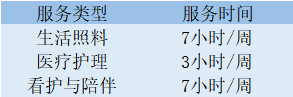 服务类型 服务时间
生活照料 7小时/周
医疗护理 3小时/周
看护与陪伴 7小时/周